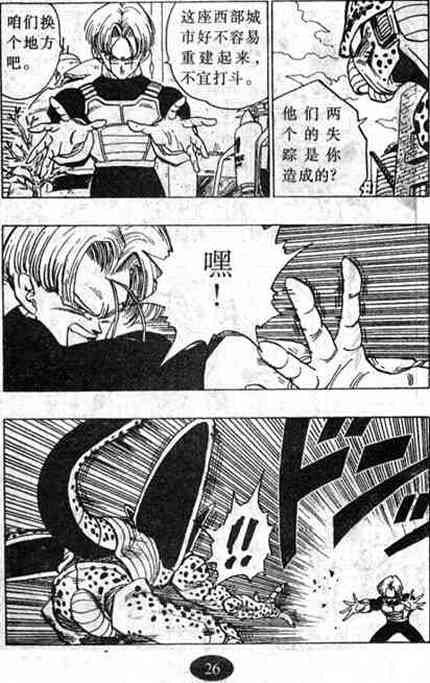 他们两
个的失
踪是你
造成的?
这座西部城
市好不容易
重建起来，
不宜打斗。
咱们换
个地方
吧。
嘿！
ドン
!!
26